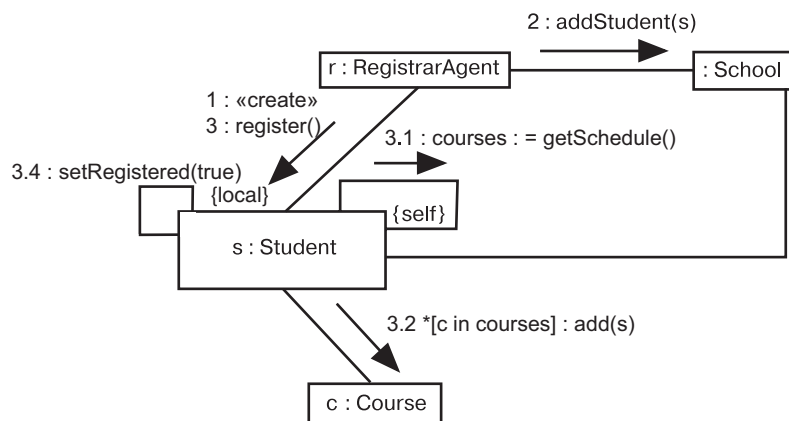 2 : addStudent(s)
r : RegistrarAgent
: School
1 : «create»
3 : register()
3.1 : courses : = getSchedule()
3.4 : setRegistered(true)
{local}
{self}
s : Student
3.2 *[c in courses] : add(s)
c : Course